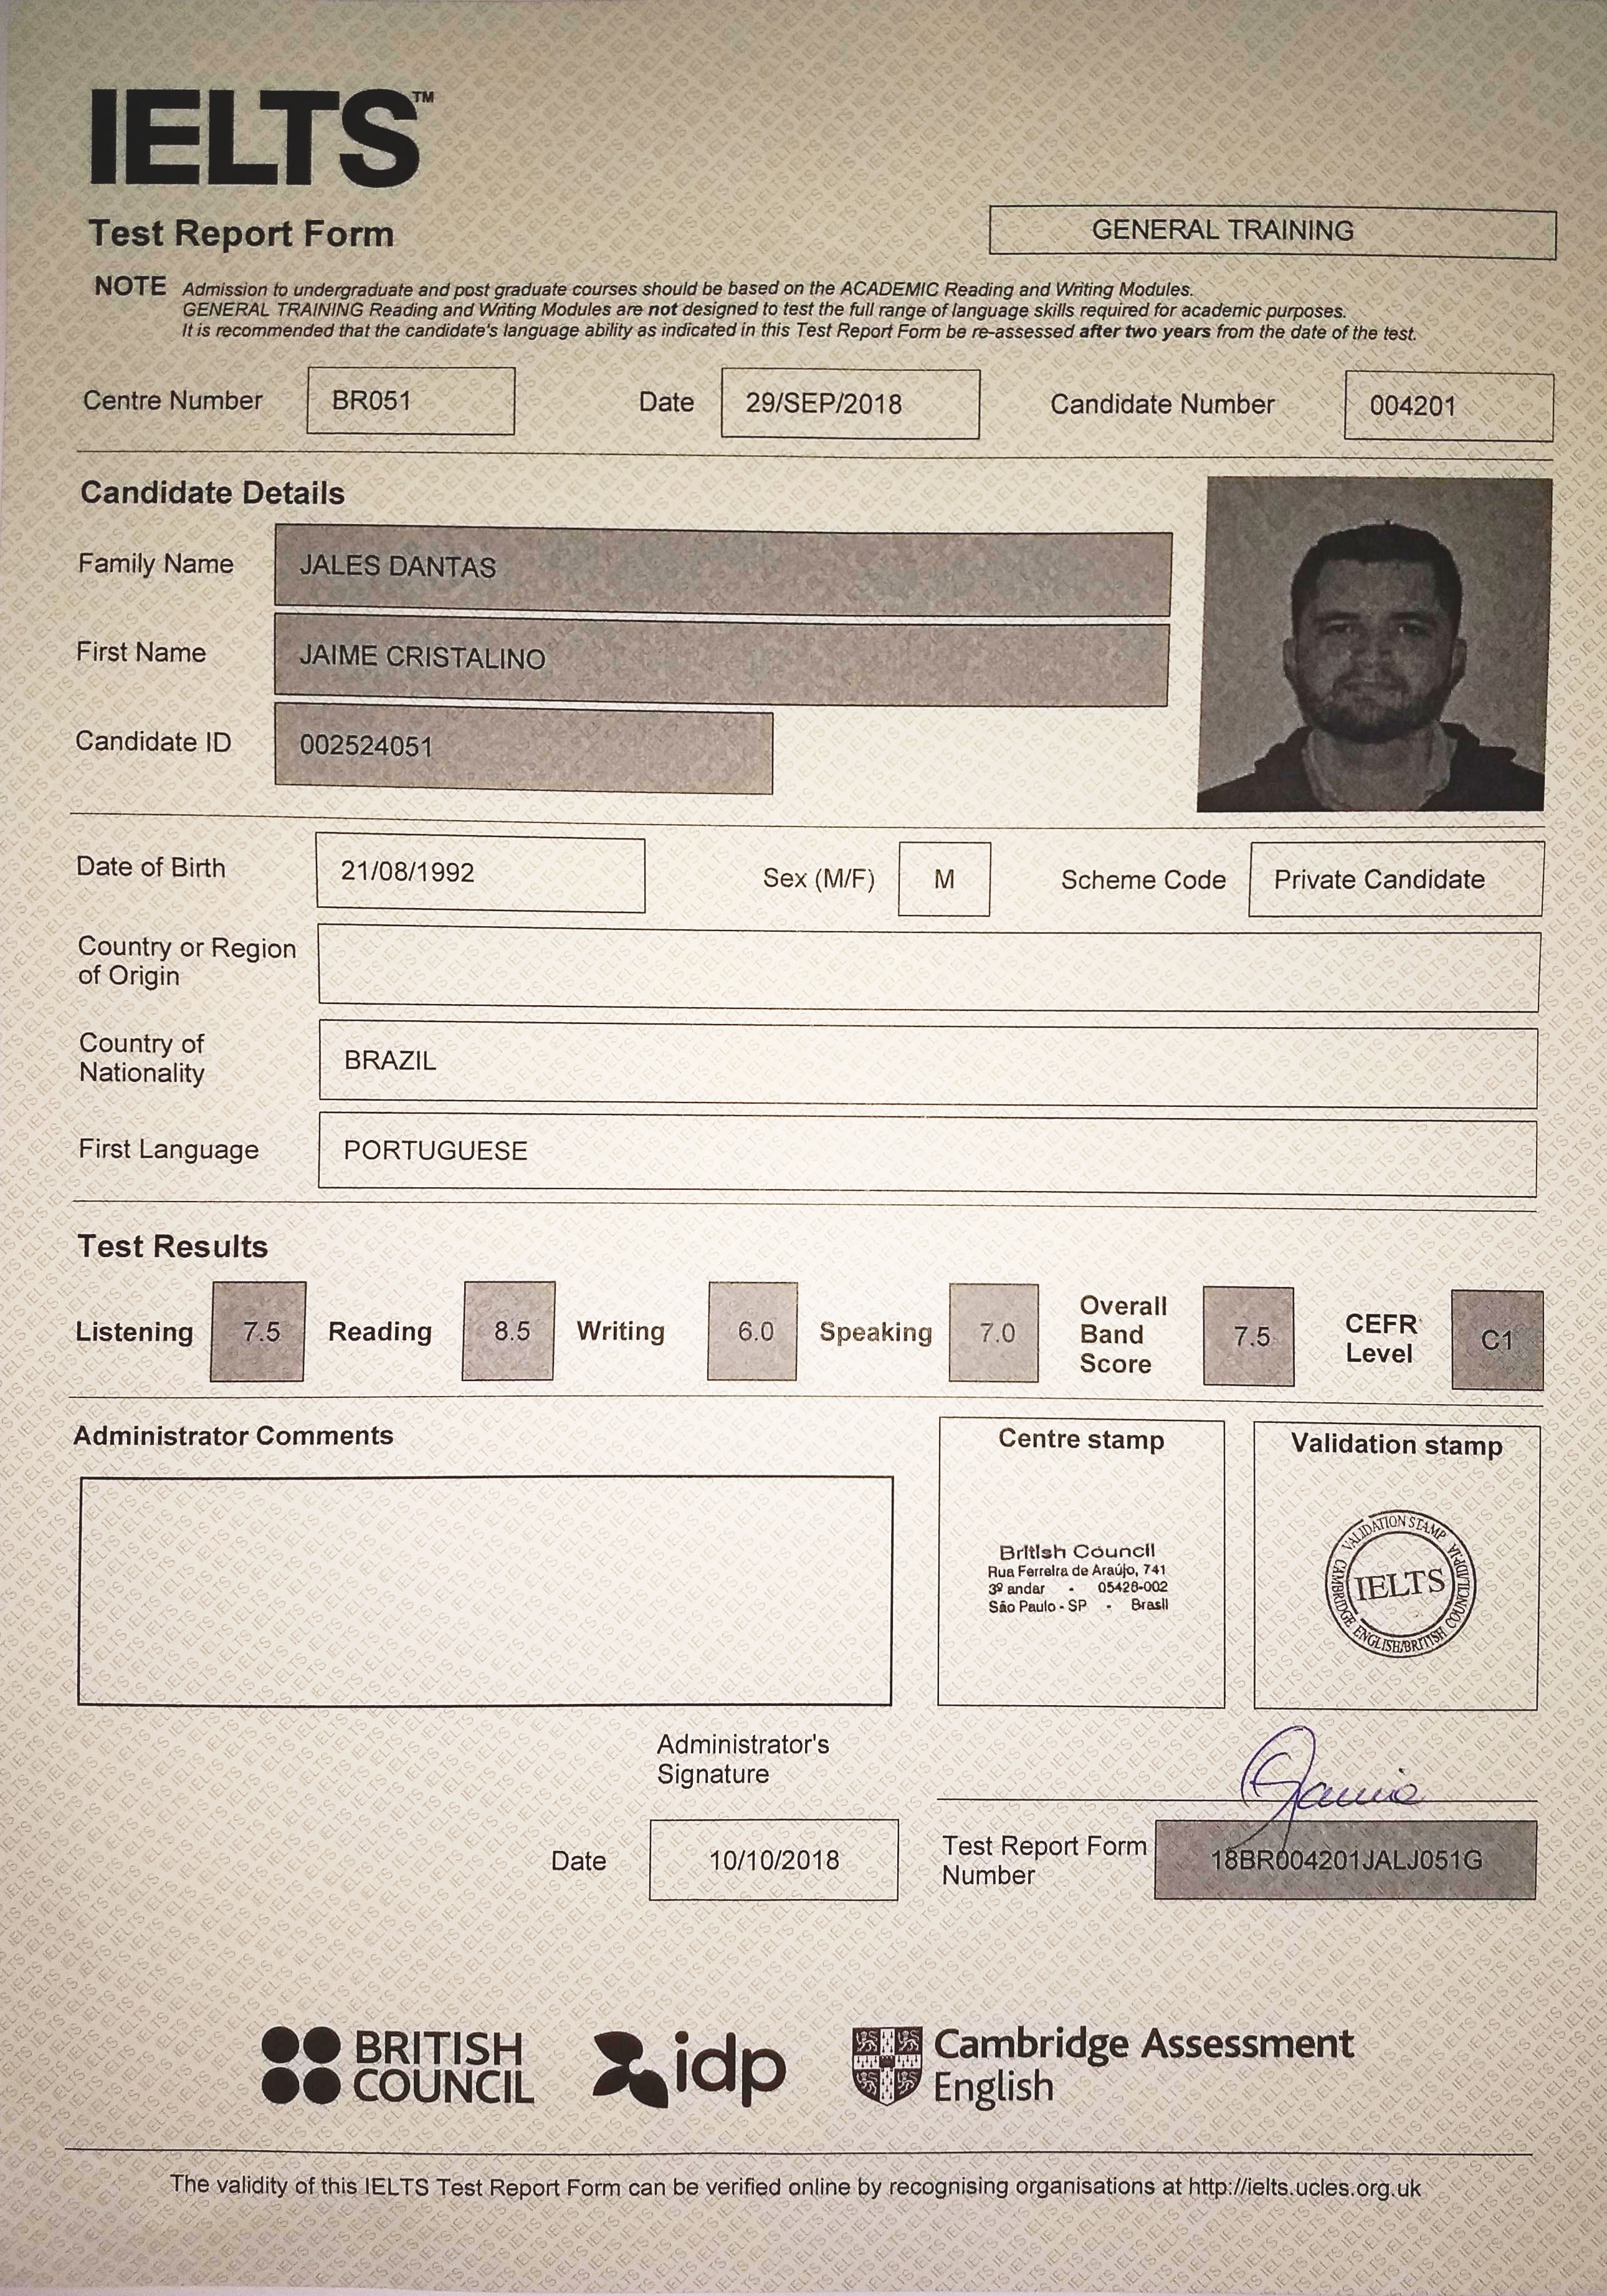 IELTS™
Test Report Form
GENERAL TRAINING
NOTE Admission to undergraduate and post graduate courses should be based on the ACADEMIC Reading and Writing Modules.
GENERAL TRAINING Reading and Writing Modules are not designed to test the full range of language skills required for academic purposes.
It is recommended that the candidate's language ability as indicated in this Test Report Form be re-assessed after two years from the date of the test.
Centre Number BR051 Date 29/SEP/2018 Candidate Number 004201
Candidate Details
Family Name JALES DANTAS
First Name JAIME CRISTALINO
Candidate ID 002524051
Date of Birth 21/08/1992 Sex (M/F) M Scheme Code Private Candidate
Country or Region
of Origin
Country of
Nationality BRAZIL
First Language PORTUGUESE
Test Results
Listening 7.5 Reading 8.5 Writing 6.0 Speaking 7.0 Overall Band Score 7.5 CEFR Level C1
Administrator Comments
Centre stamp
British Council
Rua Ferreira de Araújo, 741
3º andar - 05428-002
São Paulo - SP - Brasil
Validation stamp
VALIDATION STAMP
CAMBRIDGE ENGLISH/BRITISH COUNCIL/IDP:IA
IELTS
Administrator's
Signature
Date 10/10/2018
Test Report Form
Number 18BR004201JALJ051G
BRITISH
COUNCIL
idp
Cambridge Assessment
English
The validity of this IELTS Test Report Form can be verified online by recognising organisations at http://ielts.ucles.org.uk